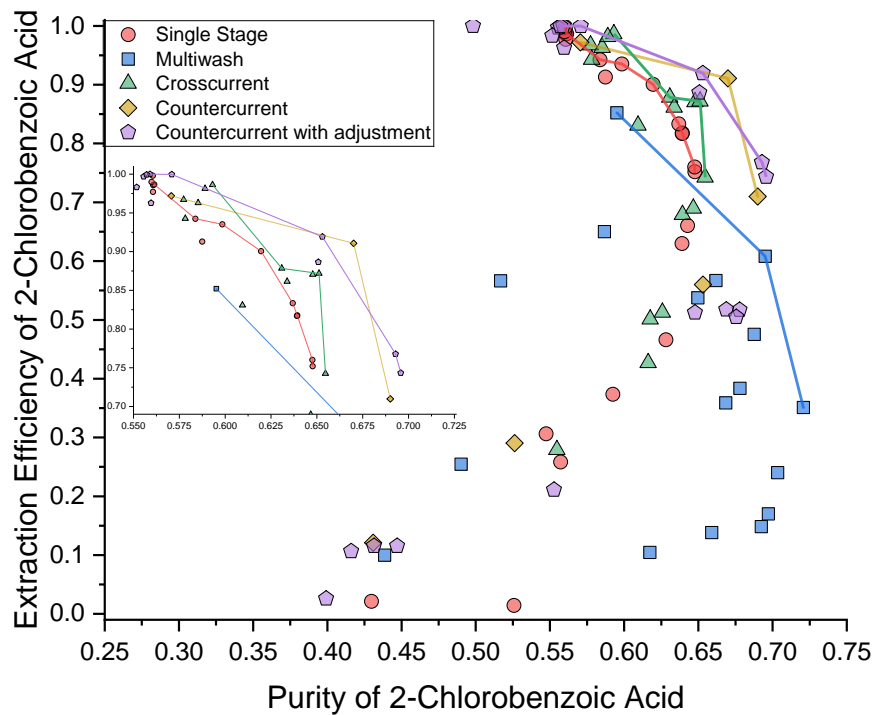 Extraction Efficiency of 2-Chlorobenzoic Acid
1.0
0.9
0.8
0.7
0.6
0.5
0.4
0.3
0.2
0.1
0.0
Single Stage
Multiwash
Crosscurrent
Countercurrent
Countercurrent with adjustment
1.00
0.95
0.90
0.85
0.80
0.75
0.70
0.550 0.575 0.600 0.625 0.650 0.675 0.700 0.725
0.25 0.30 0.35 0.40 0.45 0.50 0.55 0.60 0.65 0.70 0.75
Purity of 2-Chlorobenzoic Acid